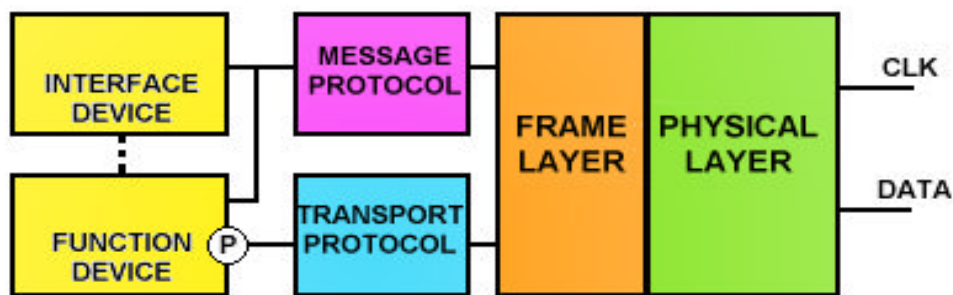 INTERFACE
DEVICE
MESSAGE
PROTOCOL
FRAME
LAYER
PHYSICAL
LAYER
CLK
DATA
FUNCTION
DEVICE
P
TRANSPORT
PROTOCOL